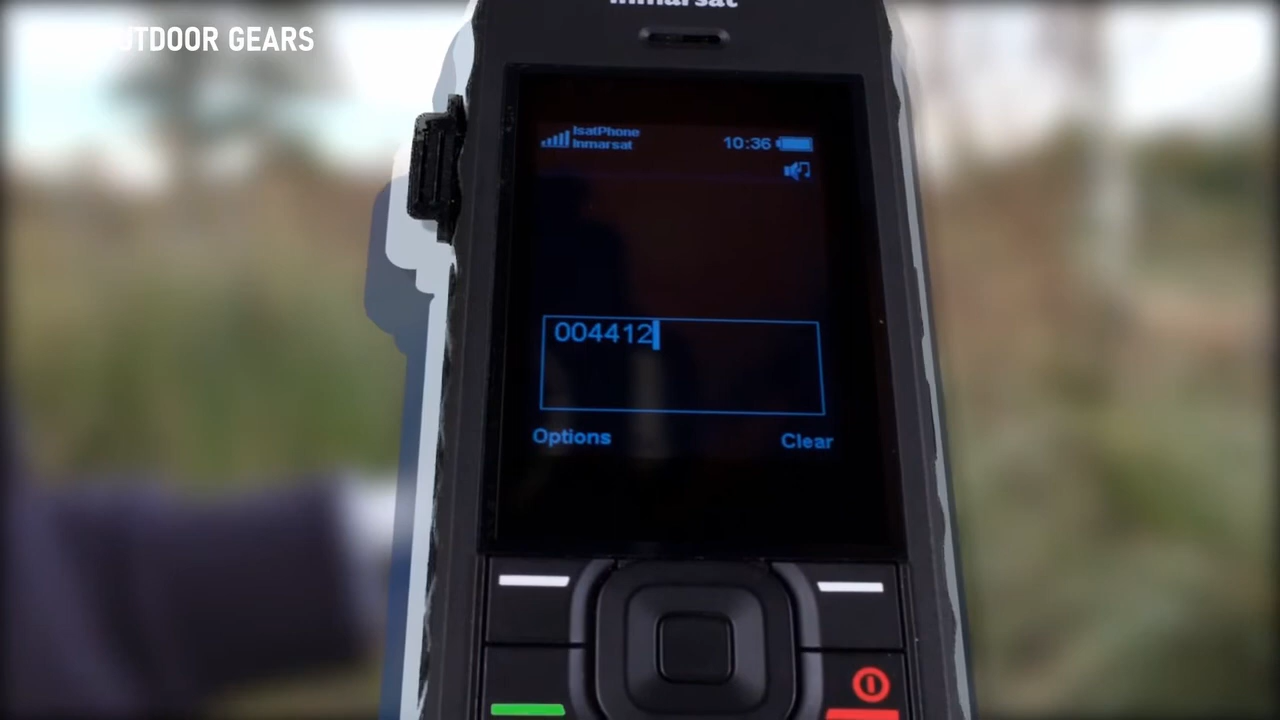 inmarsat
OUTDOOR GEARS
IsatPhone
Inmarsat
10:36
004412
Options
Clear